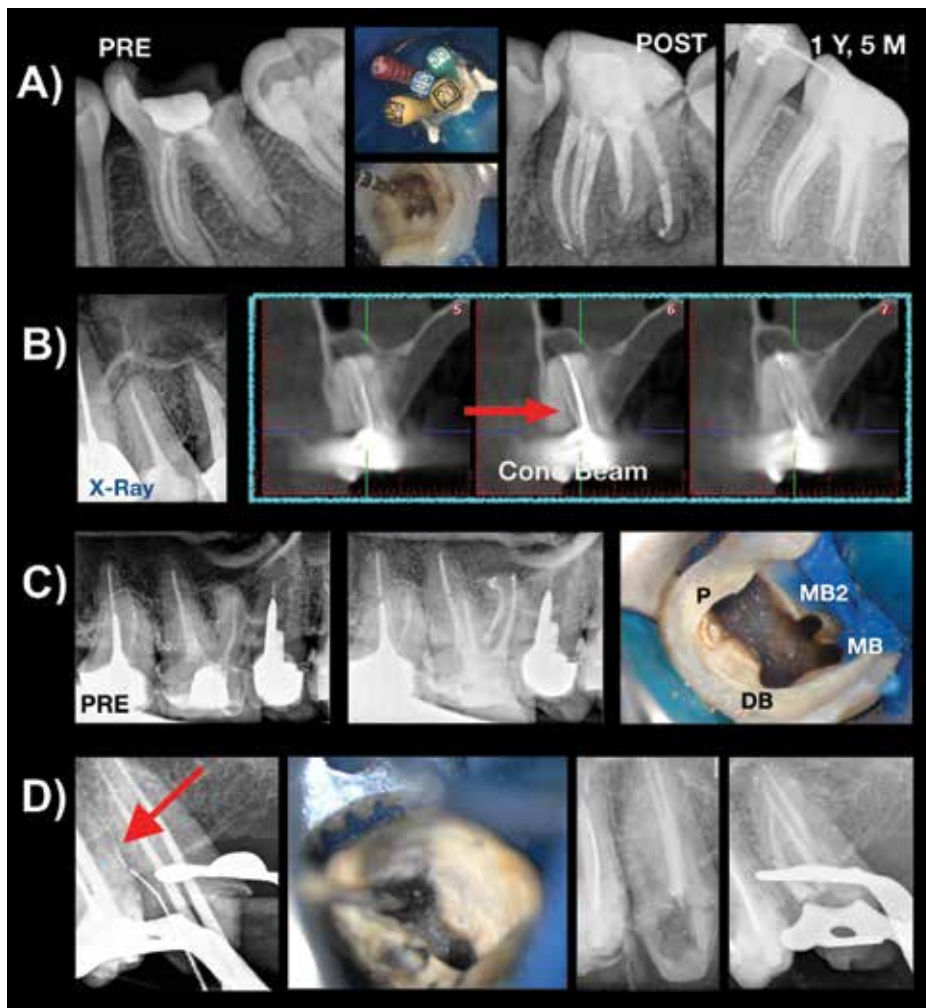 A)
PRE
POST
1 Y, 5 M
B)
X-Ray
5
6
7
Cone Beam
C)
PRE
P
MB2
MB
DB
D)